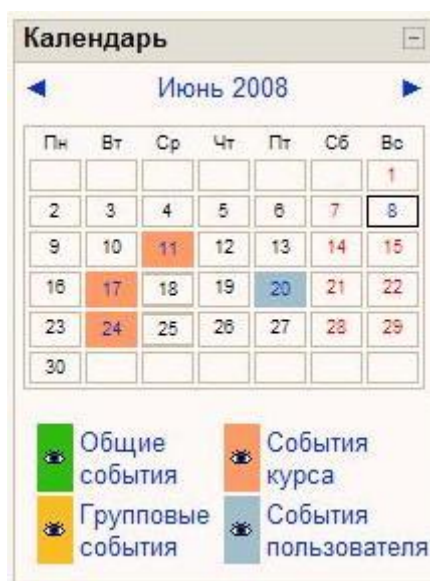 Календарь
Июнь 2008
Пн Вт Ср Чт Пт Сб Вс
1
2 3 4 5 6 7 8
9 10 11 12 13 14 15
16 17 18 19 20 21 22
23 24 25 26 27 28 29
30
Общие события
События курса
Групповые события
События пользователя